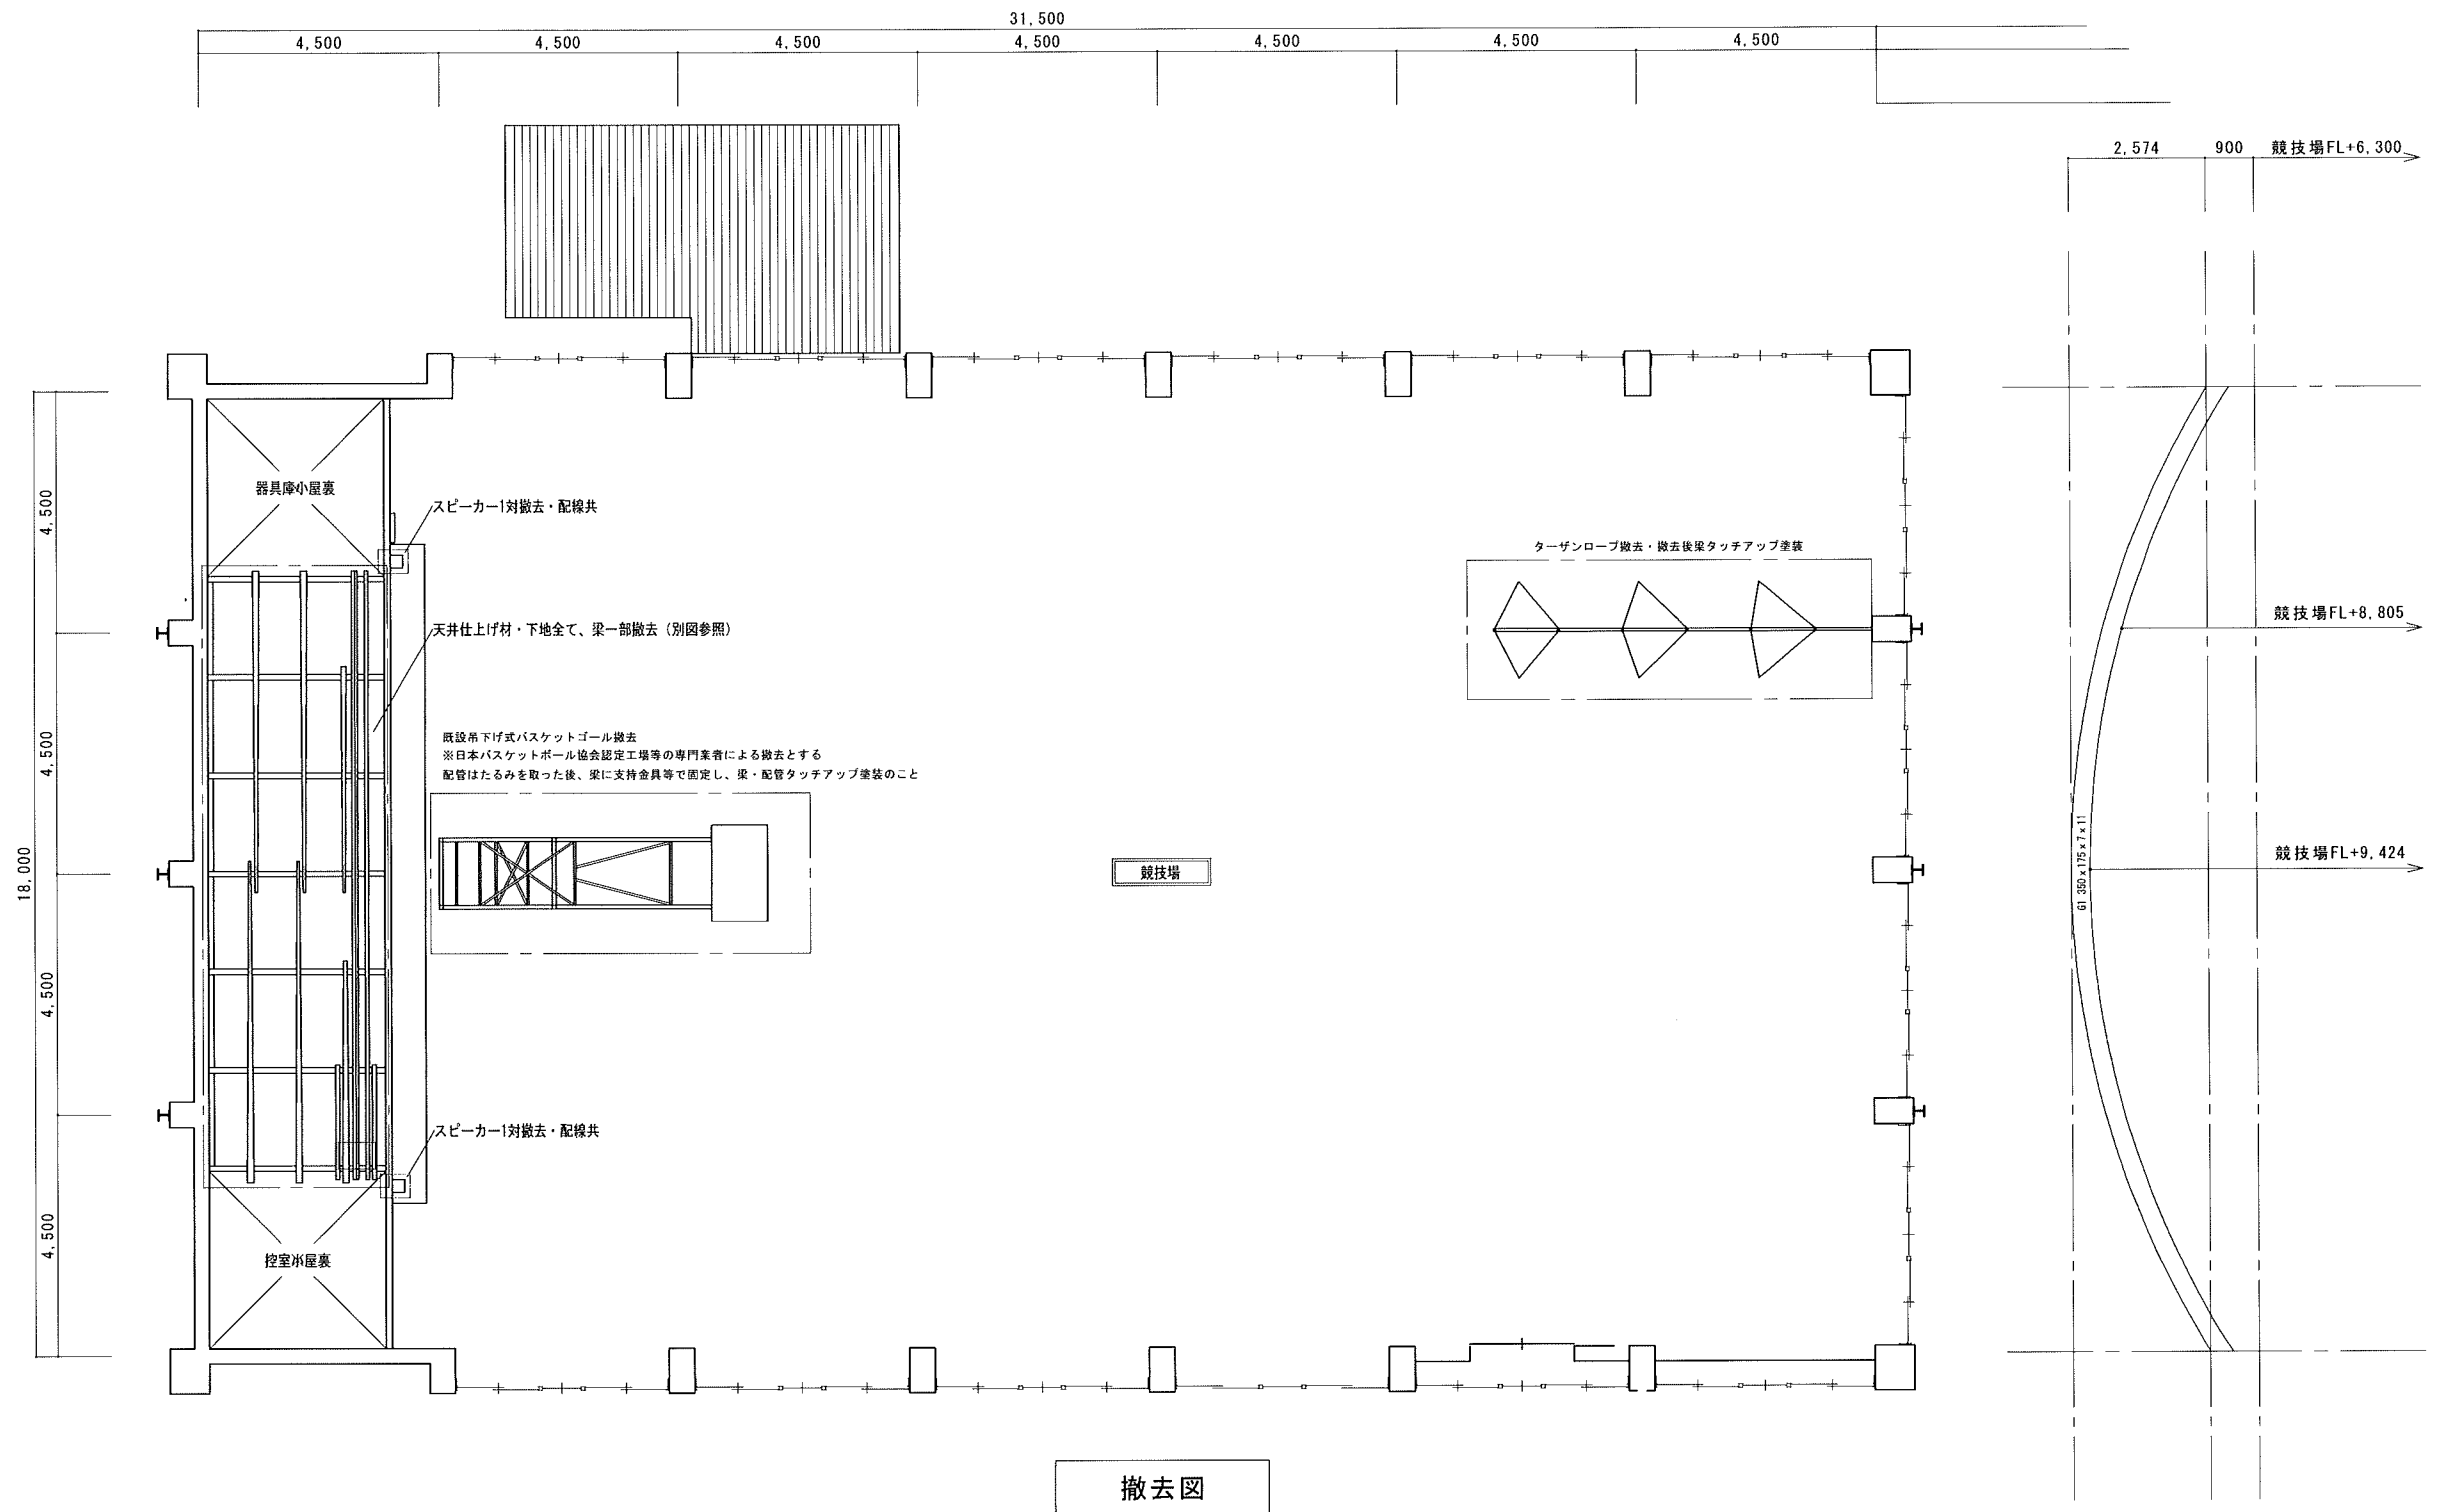 31,500
4,500
4,500
4,500
4,500
4,500
4,500
4,500
2,574
900
競技場FL+6,300
器具庫小屋裏
スピーカー1対撤去・配線共
ターザンロープ撤去・撤去後梁タッチアップ塗装
天井仕上げ材・下地全て、梁一部撤去（別図参照）
競技場FL+8,805
既設吊下げ式バスケットゴール撤去
※日本バスケットボール協会認定工場等の専門業者による撤去とする
配管はたるみを取った後、梁に支持金具等で固定し、梁・配管タッチアップ塗装のこと
4,500
4,500
18,000
4,500
4,500
競技場
G1 350x175x7x11
競技場FL+9,424
スピーカー1対撤去・配線共
控室小屋裏
撤去図